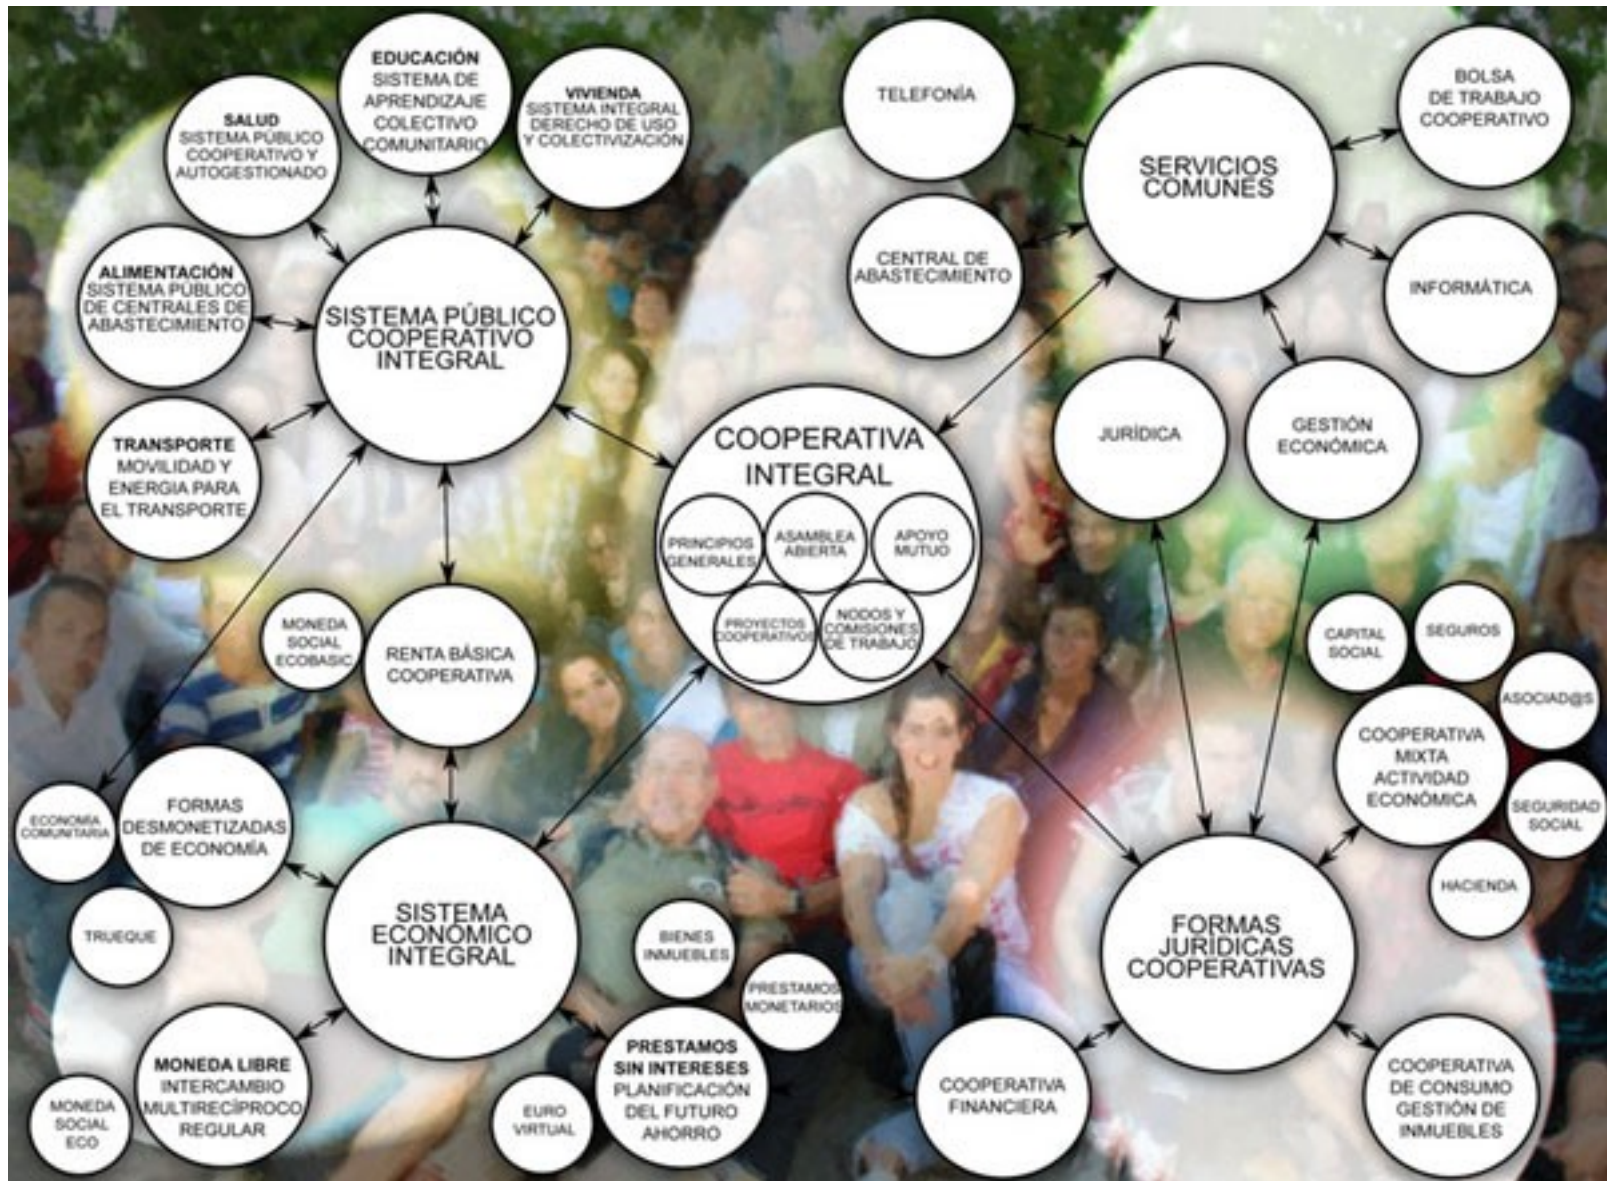 EDUCACIÓN
SISTEMA DE
APRENDIZAJE
COLECTIVO
COMUNITARIO
VIVIENDA
SISTEMA INTEGRAL
DERECHO DE USO
Y COLECTIVIZACIÓN
SALUD
SISTEMA PÚBLICO
COOPERATIVO Y
AUTOGESTIONADO
ALIMENTACIÓN
SISTEMA PÚBLICO
DE CENTRALES DE
ABASTECIMIENTO
TRANSPORTE
MOVILIDAD Y
ENERGIA PARA
EL TRANSPORTE
SISTEMA PÚBLICO
COOPERATIVO
INTEGRAL
TELEFONÍA
CENTRAL DE
ABASTECIMIENTO
SERVICIOS
COMUNES
BOLSA
DE TRABAJO
COOPERATIVO
INFORMÁTICA
JURÍDICA
GESTIÓN
ECONÓMICA
COOPERATIVA
INTEGRAL
PRINCIPIOS
GENERALES
ASAMBLEA
ABIERTA
APOYO
MUTUO
PROYECTOS
COOPERATIVOS
NODOS Y
COMISIONES
DE TRABAJO
MONEDA
SOCIAL
ECOBASIC
RENTA BÁSICA
COOPERATIVA
ECONOMÍA
COMUNITARIA
FORMAS
DESMONETIZADAS
DE ECONOMÍA
TRUEQUE
SISTEMA
ECONÓMICO
INTEGRAL
MONEDA LIBRE
INTERCAMBIO
MULTIRECÍPROCO
REGULAR
MONEDA
SOCIAL
ECO
BIENES
INMUEBLES
PRESTAMOS
MONETARIOS
PRESTAMOS
SIN INTERESES
PLANIFICACIÓN
DEL FUTURO
AHORRO
EURO
VIRTUAL
CAPITAL
SOCIAL
SEGUROS
ASOCIAD@S
COOPERATIVA
MIXTA
ACTIVIDAD
ECONÓMICA
SEGURIDAD
SOCIAL
HACIENDA
FORMAS
JURÍDICAS
COOPERATIVAS
COOPERATIVA
FINANCIERA
COOPERATIVA
DE CONSUMO
GESTIÓN DE
INMUEBLES